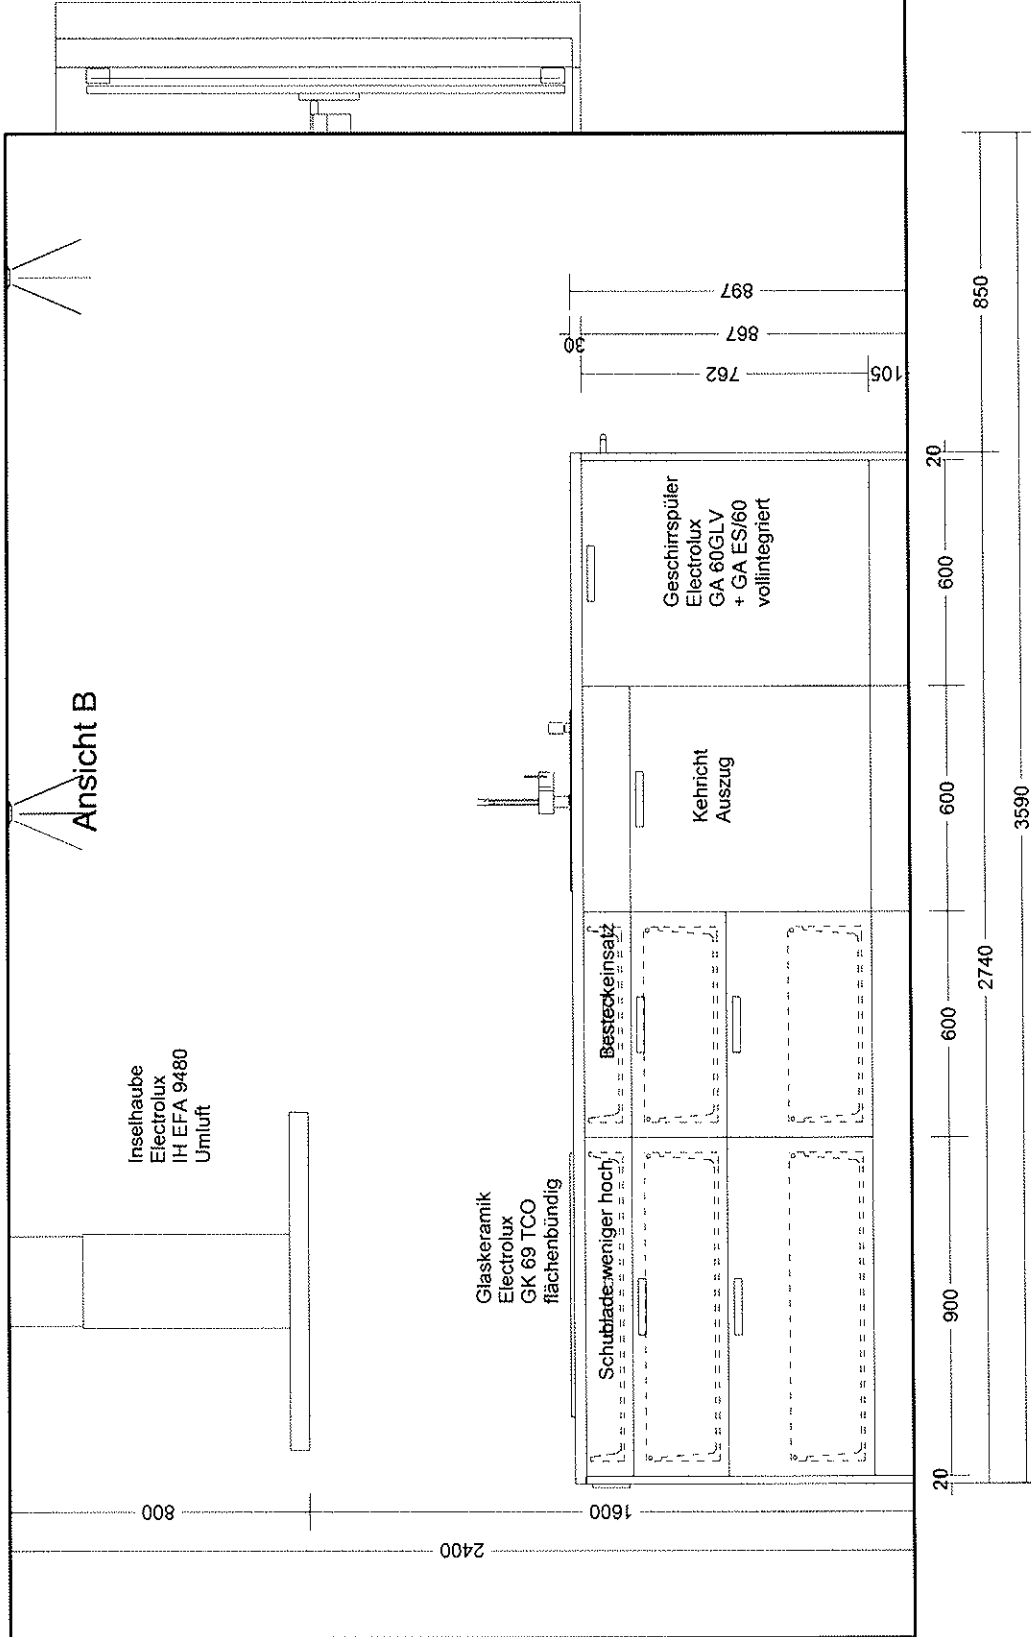 Ansicht B
Inselhaube
Electrolux
IH EFA 9480
Umluft
Glaskeramik
Electrolux
GK 69 TCO
flächenbündig
Schublade weniger hoch
Besteckeinsatz
Kehricht
Auszug
Geschirrspüler
Electrolux
GA 60GLV
+ GA ES/60
vollintegriert
800
1600
2400
30
897
867
762
105
20
900
600
600
600
20
2740
850
3590